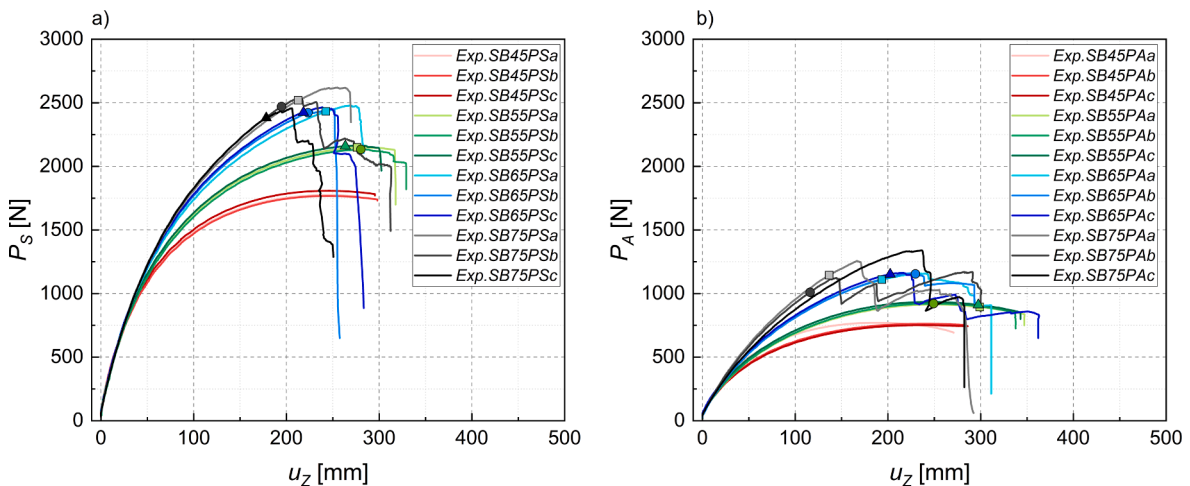 a)
3000
2500
2000
1500
1000
500
0
P_S [N]
0 100 200 300 400 500
u_Z [mm]
Exp.SB45PSa
Exp.SB45PSb
Exp.SB45PSc
Exp.SB55PSa
Exp.SB55PSb
Exp.SB55PSc
Exp.SB65PSa
Exp.SB65PSb
Exp.SB65PSc
Exp.SB75PSa
Exp.SB75PSb
Exp.SB75PSc
b)
3000
2500
2000
1500
1000
500
0
P_A [N]
0 100 200 300 400 500
u_Z [mm]
Exp.SB45PAa
Exp.SB45PAb
Exp.SB45PAc
Exp.SB55PAa
Exp.SB55PAb
Exp.SB55PAc
Exp.SB65PAa
Exp.SB65PAb
Exp.SB65PAc
Exp.SB75PAa
Exp.SB75PAb
Exp.SB75PAc